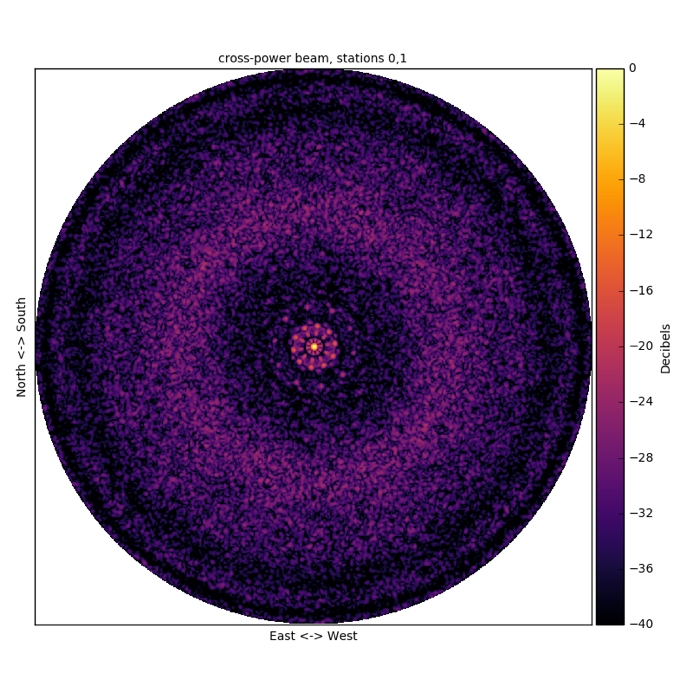 cross-power beam, stations 0,1
0
−4
−8
−12
−16
−20
−24
−28
−32
−36
−40
Decibels
North <-> South
East <-> West